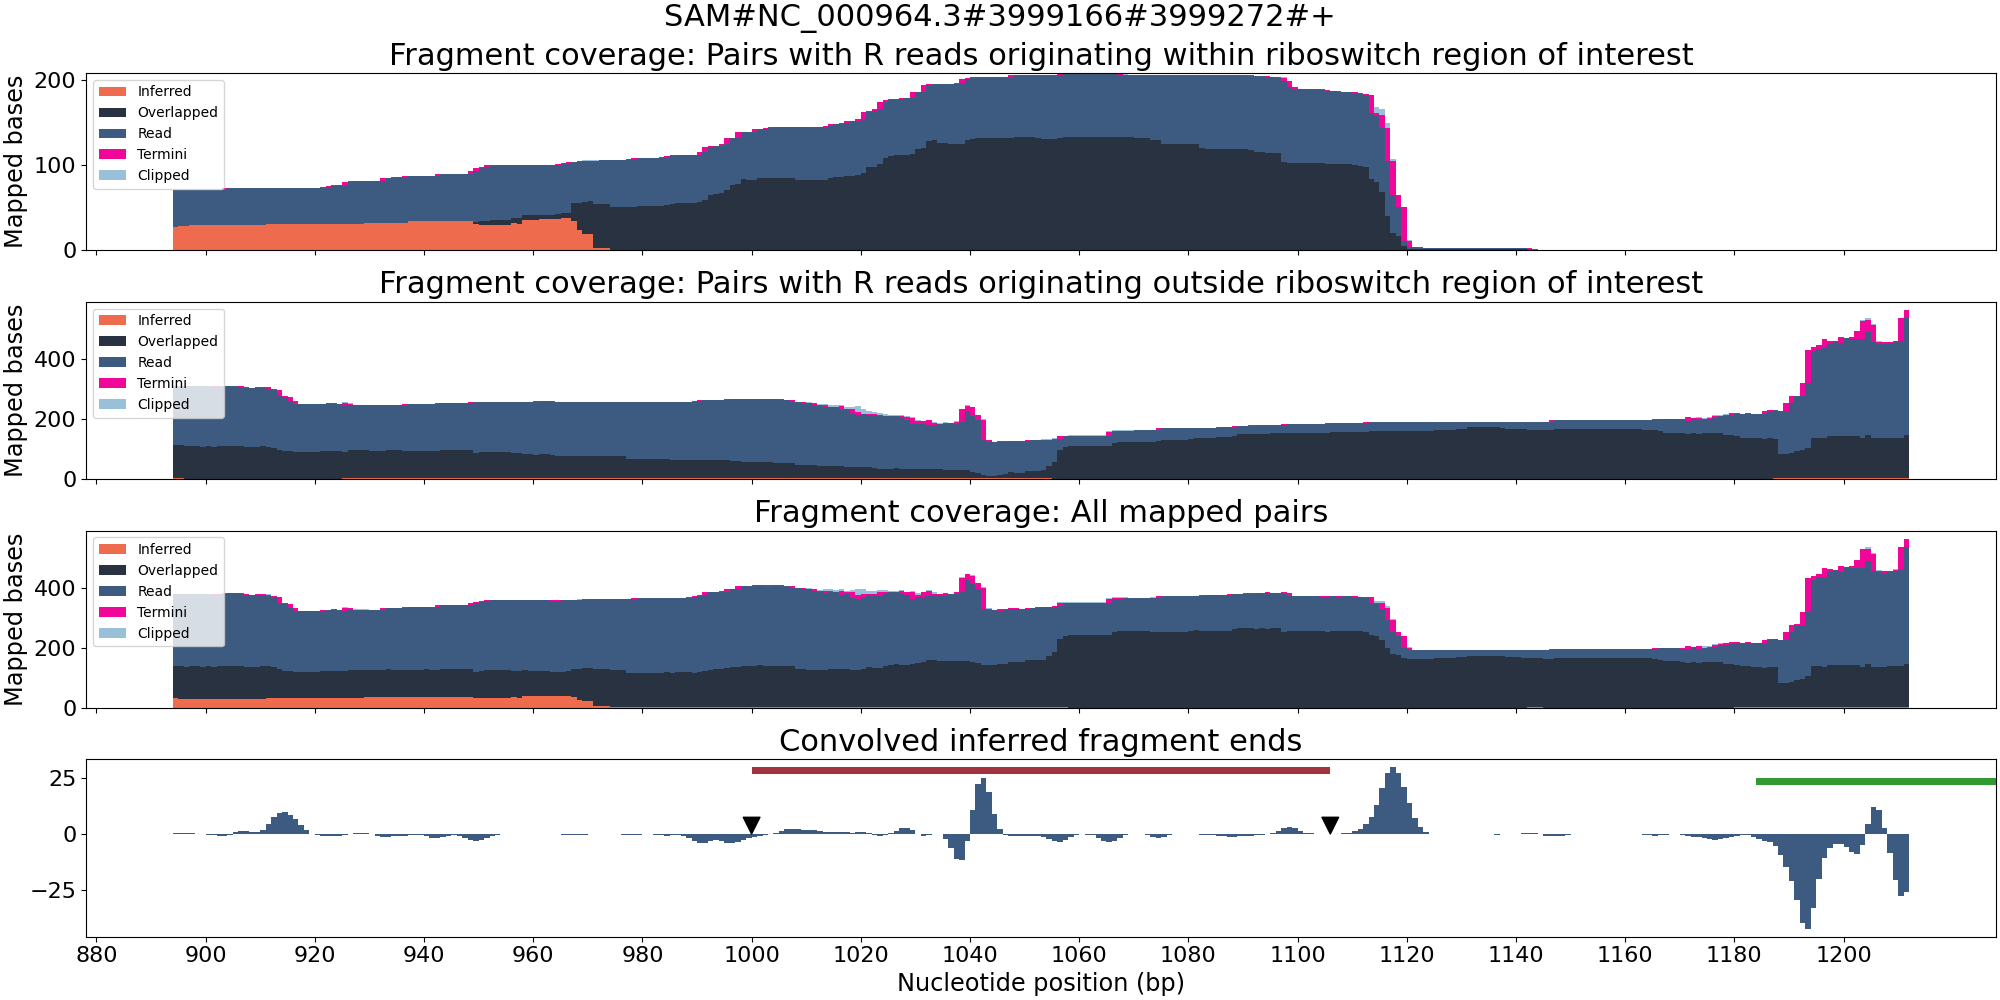 SAM#NC_000964.3#3999166#3999272#+
Fragment coverage: Pairs with R reads originating within riboswitch region of interest
Mapped bases
200
100
0
Inferred
Overlapped
Read
Termini
Clipped
Fragment coverage: Pairs with R reads originating outside riboswitch region of interest
Mapped bases
400
200
0
Inferred
Overlapped
Read
Termini
Clipped
Fragment coverage: All mapped pairs
Mapped bases
400
200
0
Inferred
Overlapped
Read
Termini
Clipped
Convolved inferred fragment ends
25
0
−25
880 900 920 940 960 980 1000 1020 1040 1060 1080 1100 1120 1140 1160 1180 1200
Nucleotide position (bp)